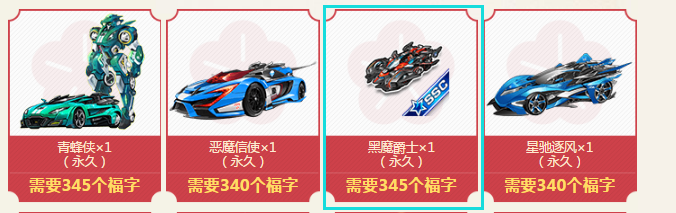 青蜂侠×1
（永久）
需要345个福字
恶魔信使×1
（永久）
需要340个福字
SSC
黑魔爵士×1
（永久）
需要345个福字
星驰逐风×1
（永久）
需要340个福字